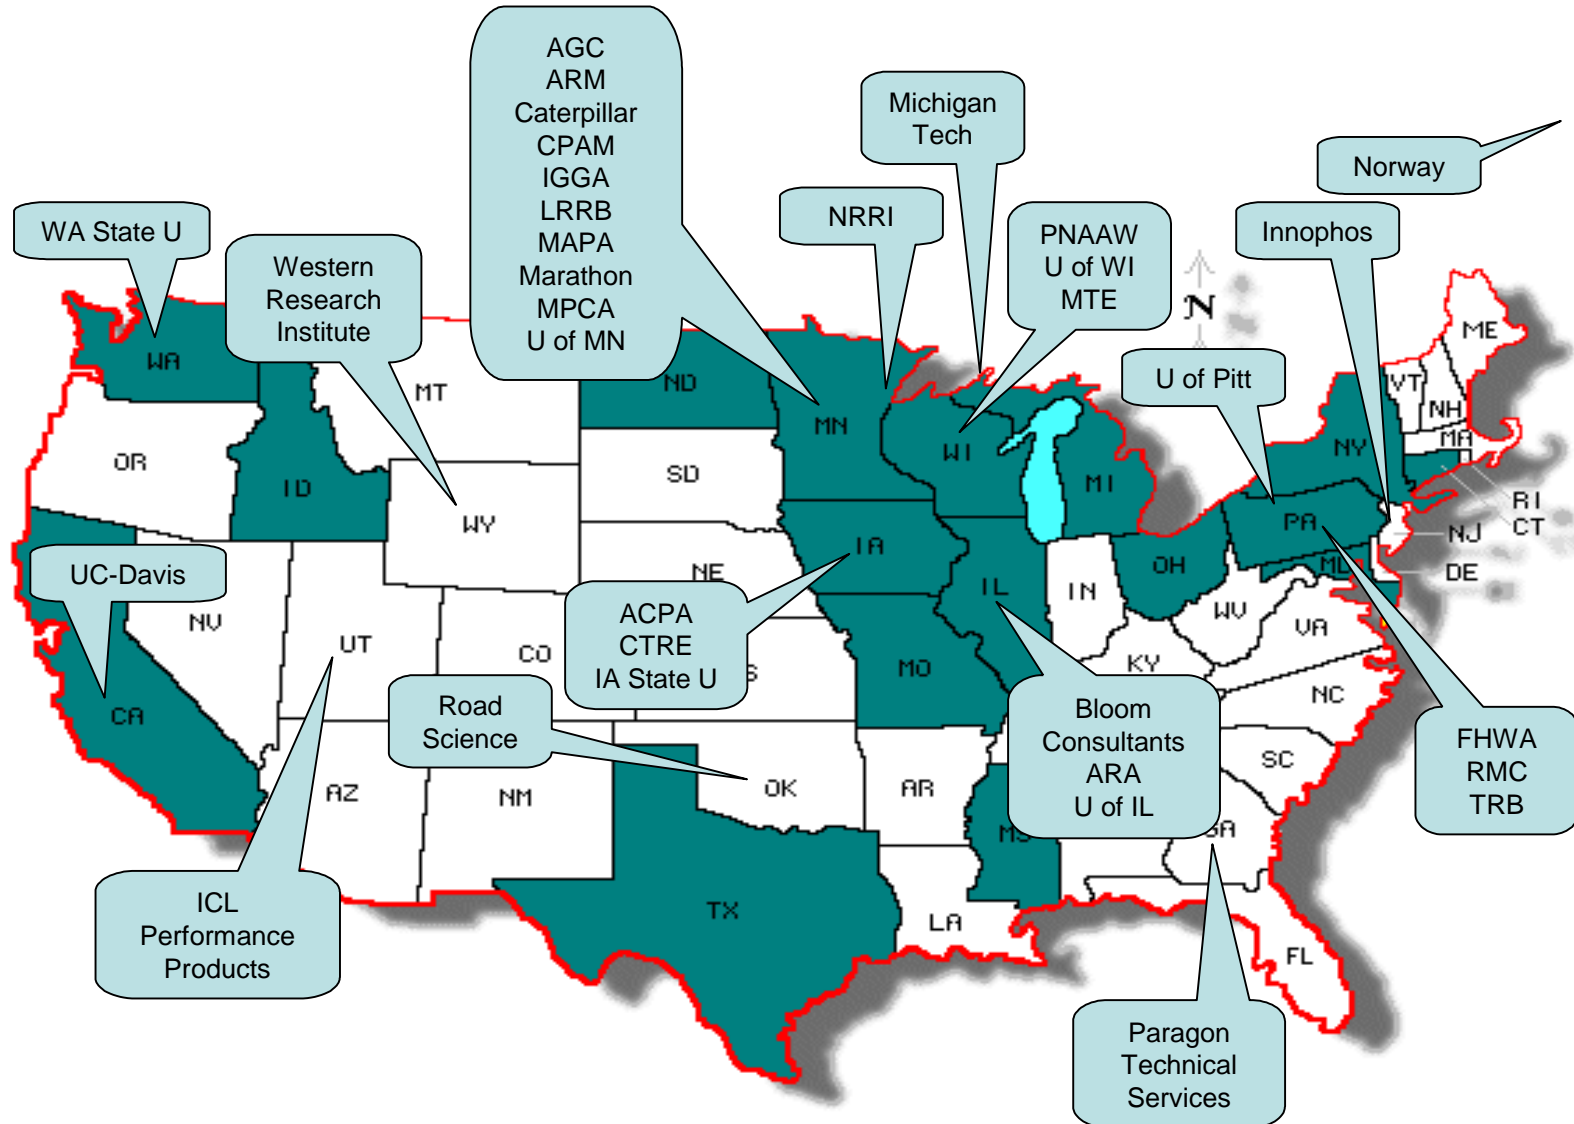 AGC
ARM
Caterpillar
CPAM
IGGA
LRRB
MAPA
Marathon
MPCA
U of MN
Michigan
Tech
Norway
NRRI
WA State U
Western
Research
Institute
PNAAW
U of WI
MTE
Innophos
N
U of Pitt
WA
MT
ND
MN
WI
MI
NY
VT
NH
ME
MA
RI
CT
NJ
DE
OR
ID
WY
SD
IA
NE
IL
IN
OH
PA
MD
WV
VA
KY
NC
SC
UC-Davis
NV
UT
CO
S
MO
CA
ACPA
CTRE
IA State U
Road
Science
Bloom
Consultants
ARA
U of IL
FHWA
RMC
TRB
AZ
NM
OK
AR
MS
GA
TX
LA
FL
ICL
Performance
Products
Paragon
Technical
Services